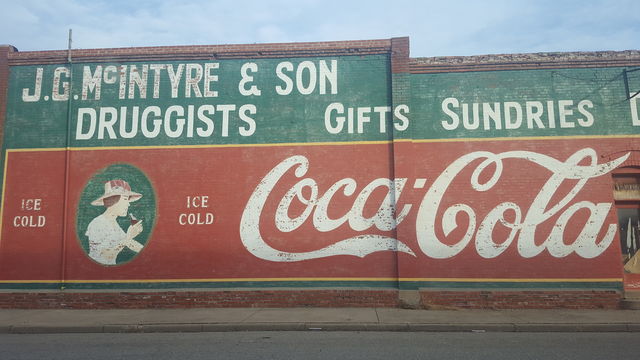 J.G. McINTYRE & SON
DRUGGISTS GIFTS SUNDRIES
ICE COLD
ICE COLD
Coca-Cola